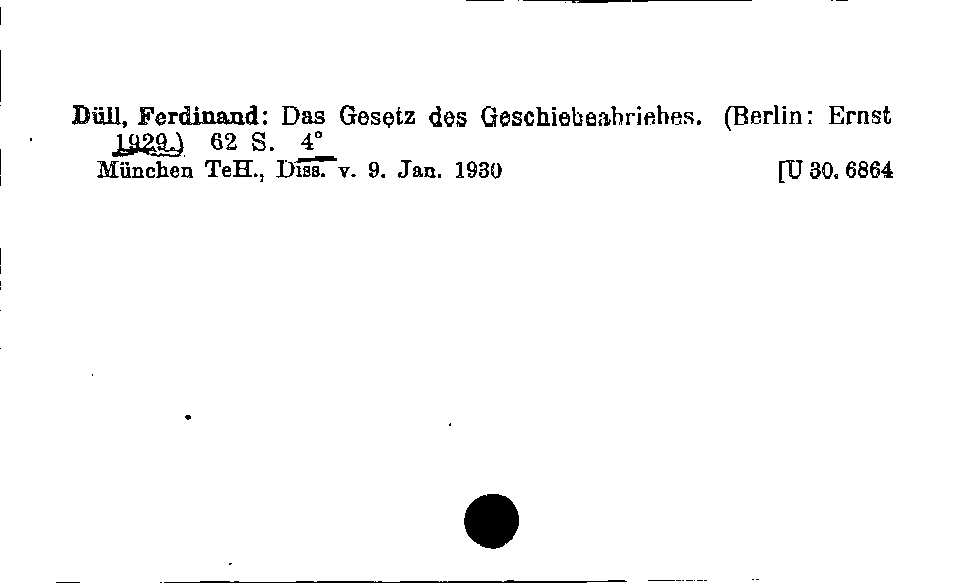 Düll, Ferdinand: Das Gesetz des Geschiebeabriebes. (Berlin: Ernst
1929.) 62 S. 4°
München TeH., Diss. v. 9. Jan. 1930 [U 30. 6864